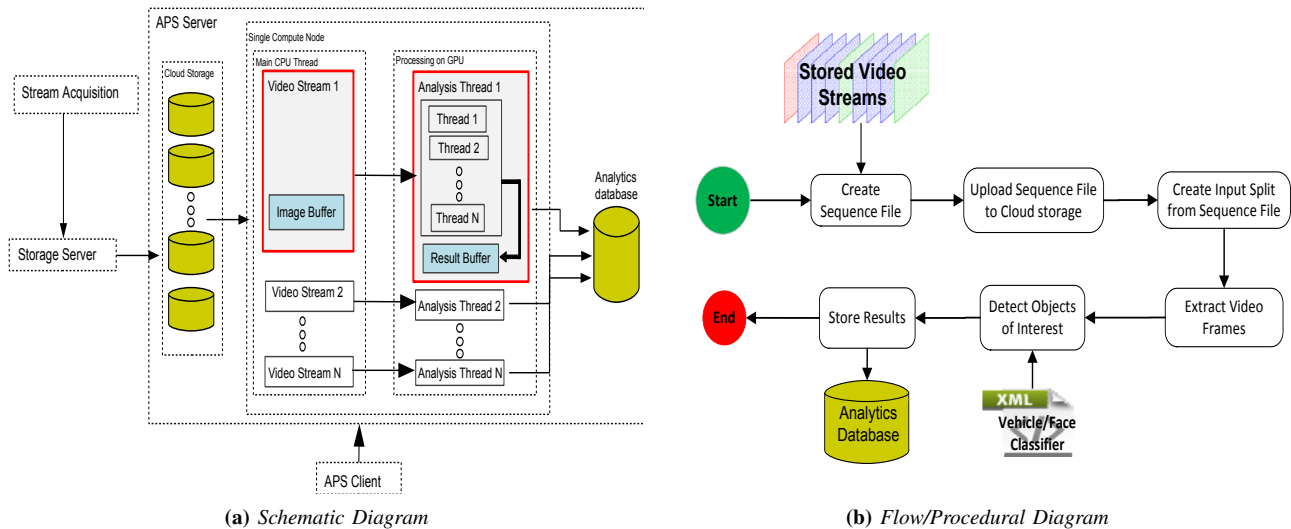 APS Server
Stream Acquisition
Storage Server
Cloud Storage
Single Compute Node
Main CPU Thread
Video Stream 1
Image Buffer
Video Stream 2
Video Stream N
Processing on GPU
Analysis Thread 1
Thread 1
Thread 2
Thread N
Result Buffer
Analysis Thread 2
Analysis Thread N
Analytics
database
APS Client
(a) Schematic Diagram
Stored Video
Streams
Start
Create
Sequence File
Upload Sequence File
to Cloud storage
Create Input Split
from Sequence File
Extract Video
Frames
Detect Objects
of Interest
Store Results
End
Analytics
Database
XML
Vehicle/Face
Classifier
(b) Flow/Procedural Diagram